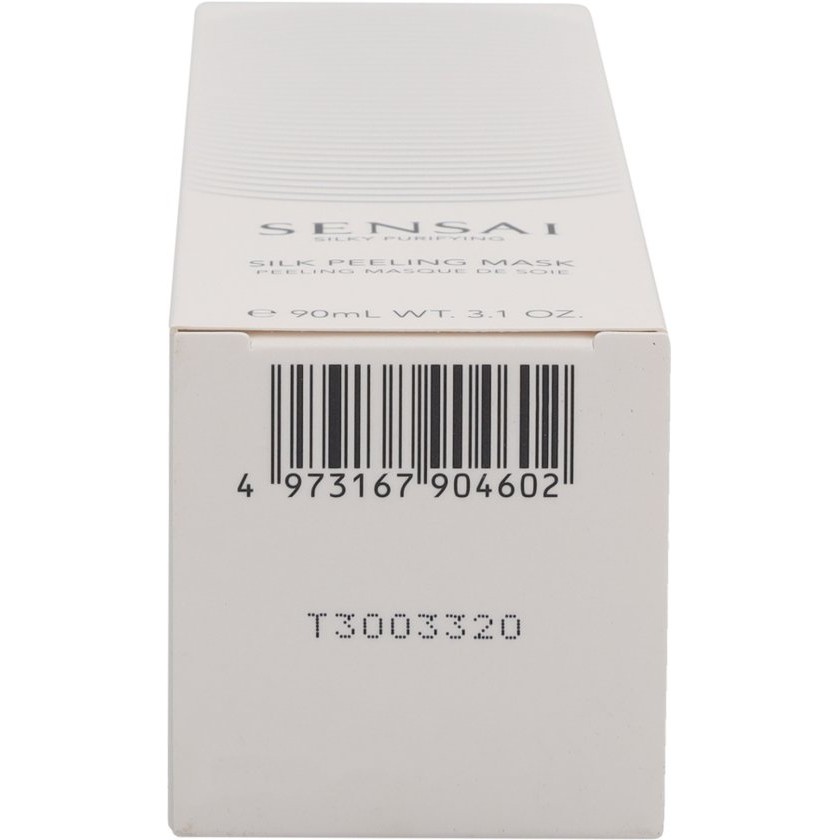 SENSAI
SILKY PURIFYING
SILK PEELING MASK
PEELING MASQUE DE SOIE
℮ 90mL WT. 3.1 OZ.
4 973167 904602
T3003320